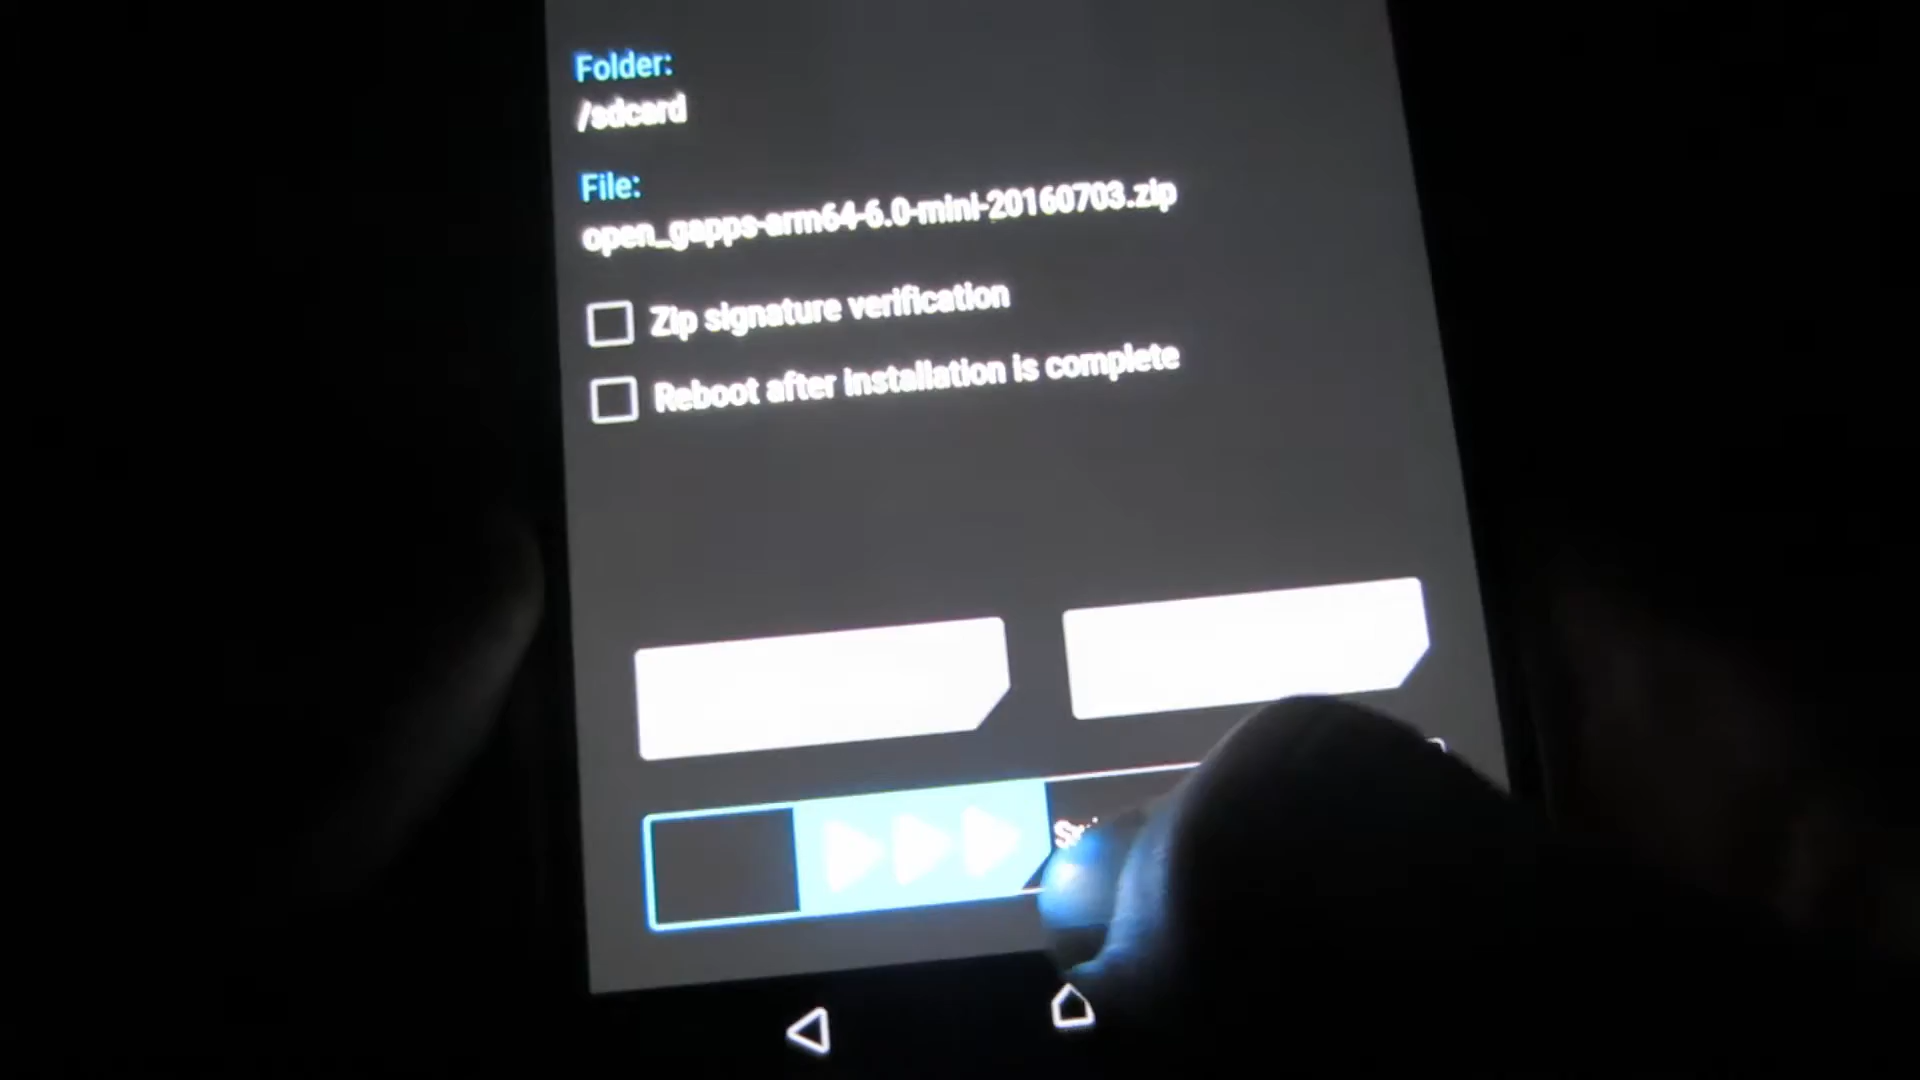 Folder:
/sdcard
File:
open_gapps-arm64-6.0-mini-20160703.zip
Zip signature verification
Reboot after installation is complete